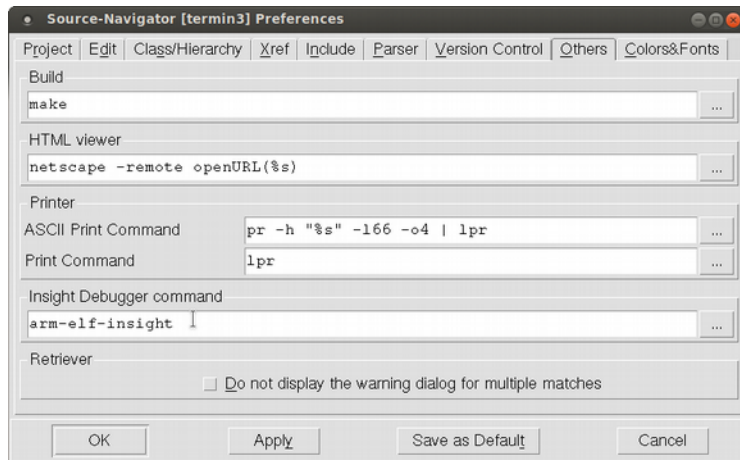 Source-Navigator [termin3] Preferences
Project Edit Class/Hierarchy Xref Include Parser Version Control Others Colors&Fonts
Build
make ...
HTML viewer
netscape -remote openURL(%s) ...
Printer
ASCII Print Command pr -h "%s" -l66 -o4 | lpr ...
Print Command lpr ...
Insight Debugger command
arm-elf-insight ...
Retriever
Do not display the warning dialog for multiple matches
OK Apply Save as Default Cancel